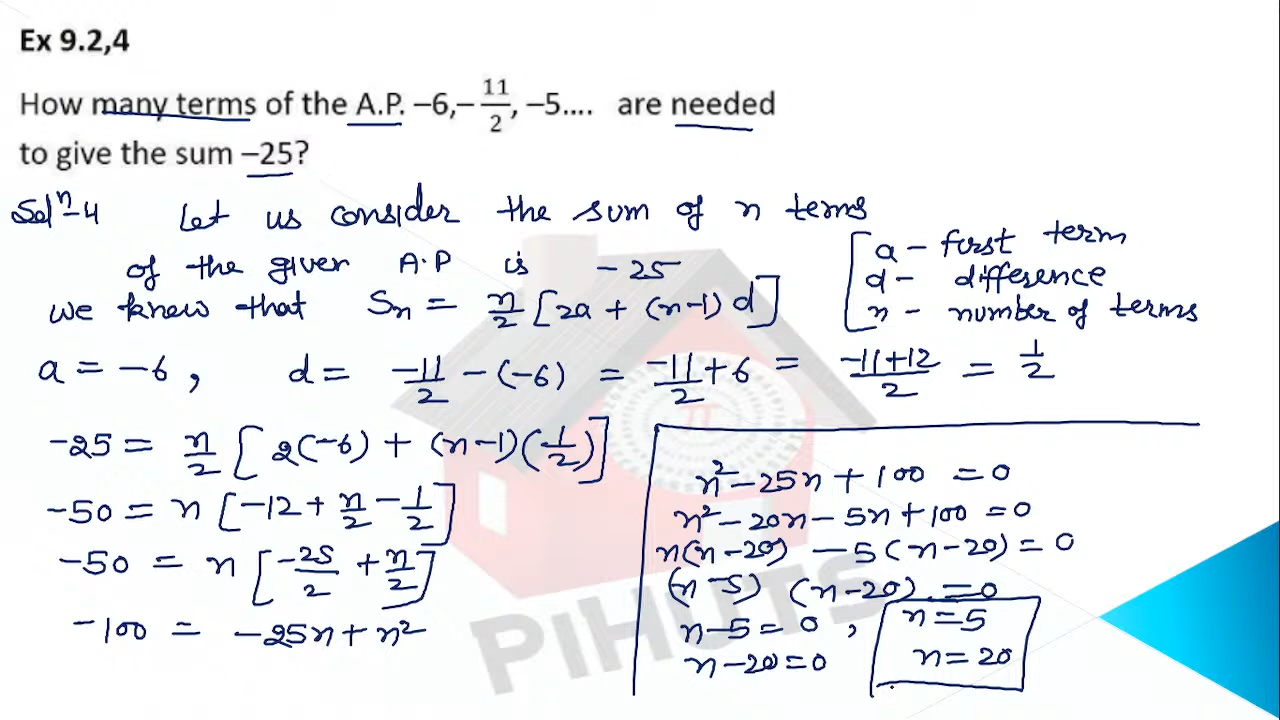 Ex 9.2,4
How many terms of the A.P. –6,– 11/2, –5.... are needed
to give the sum –25?
Solⁿ-4 Let us consider the sum of n terms
of the given A.P is -25
we know that Sn = n/2 [2a + (n-1) d]
[a - first term
d - difference
n - number of terms
a = -6, d = -11/2 - (-6) = -11/2 + 6 = -11+12/2 = 1/2
-25 = n/2 [2(-6) + (n-1)(1/2)]
-50 = n [-12 + n/2 - 1/2]
-50 = n [-25/2 + n/2]
-100 = -25n + n²
n² - 25n + 100 = 0
n² - 20n - 5n + 100 = 0
n(n-20) - 5(n-20) = 0
(n-5) (n-20) = 0
n-5 = 0, n=5
n-20=0 n=20
PIHUTS